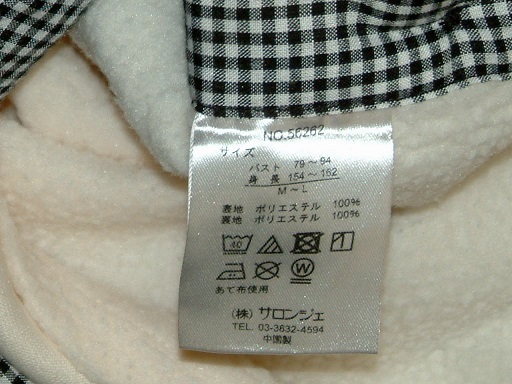 NO.56262
サイズ
バスト 79～94
身長 154～162
M～L
表地 ポリエステル 100%
裏地 ポリエステル 100%
40
W
あて布使用
(株)サロンジェ
TEL. 03-3632-4594
中国製